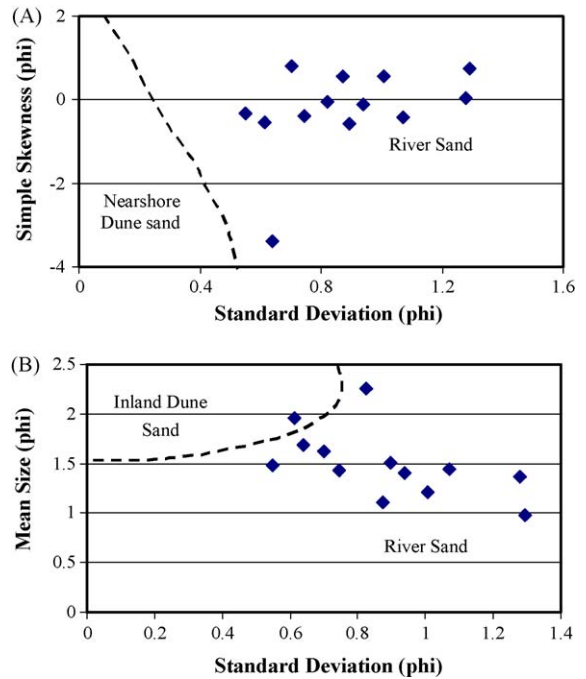 (A)
2
0
-2
-4
Simple Skewness (phi)
River Sand
Nearshore
Dune sand
0 0.4 0.8 1.2 1.6
Standard Deviation (phi)
(B)
2.5
2
1.5
1
0.5
0
Mean Size (phi)
Inland Dune
Sand
River Sand
0 0.2 0.4 0.6 0.8 1 1.2 1.4
Standard Deviation (phi)